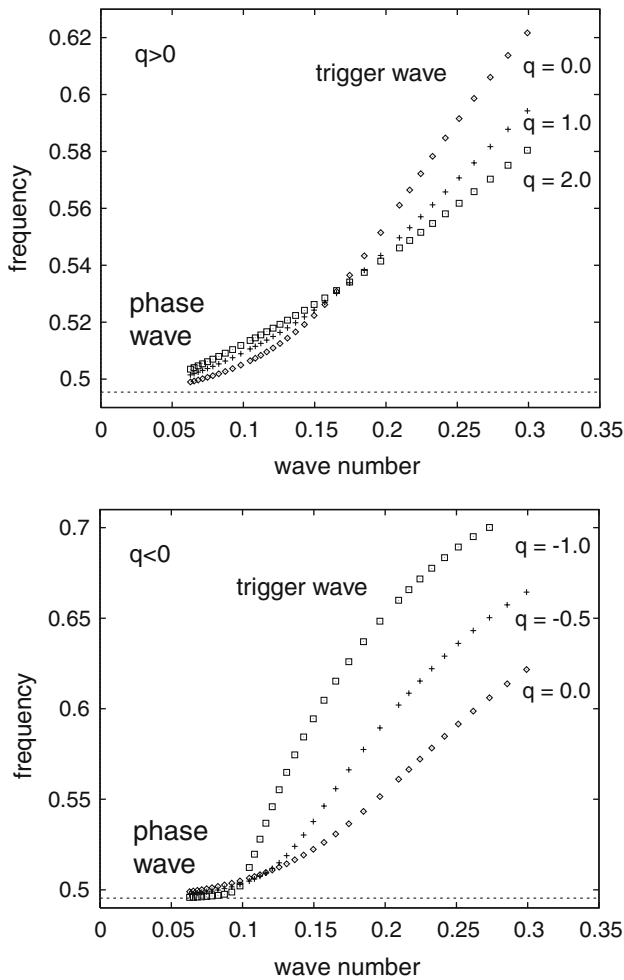 0.62
0.6
0.58
0.56
0.54
0.52
0.5
frequency
q>0
trigger wave
q = 0.0
q = 1.0
q = 2.0
phase
wave
0 0.05 0.1 0.15 0.2 0.25 0.3 0.35
wave number
0.7
0.65
0.6
0.55
0.5
frequency
q<0
trigger wave
q = -1.0
q = -0.5
q = 0.0
phase
wave
0 0.05 0.1 0.15 0.2 0.25 0.3 0.35
wave number